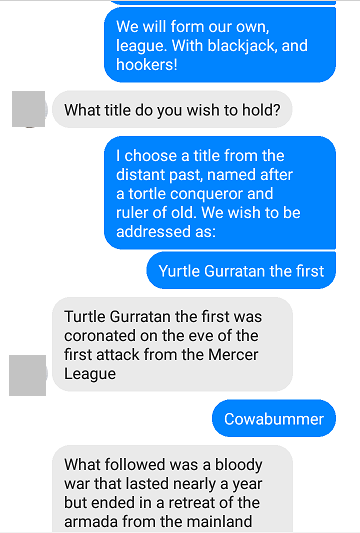 We will form our own,
league. With blackjack, and
hookers!
What title do you wish to hold?
I choose a title from the
distant past, named after
a tortle conqueror and
ruler of old. We wish to be
addressed as:
Yurtle Gurratan the first
Turtle Gurratan the first was
coronated on the eve of the
first attack from the Mercer
League
Cowabummer
What followed was a bloody
war that lasted nearly a year
but ended in a retreat of the
armada from the mainland